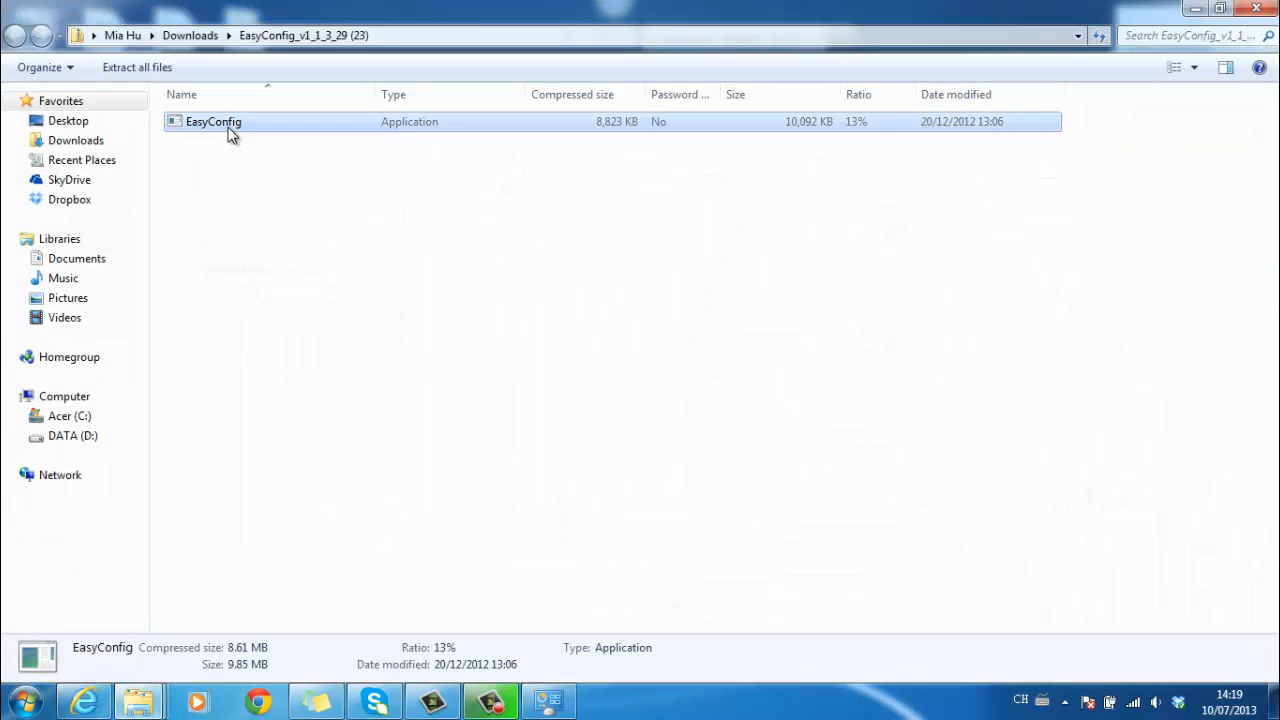 Mia Hu Downloads EasyConfig_v1_1_3_29 (23) Search EasyConfig_v1_1_...
Organize Extract all files
Name Type Compressed size Password ... Size Ratio Date modified
EasyConfig Application 8,823 KB No 10,092 KB 13% 20/12/2012 13:06
Favorites
Desktop
Downloads
Recent Places
SkyDrive
Dropbox
Libraries
Documents
Music
Pictures
Videos
Homegroup
Computer
Acer (C:)
DATA (D:)
Network
EasyConfig Compressed size: 8.61 MB Ratio: 13% Type: Application
Size: 9.85 MB Date modified: 20/12/2012 13:06
CH 14:19
10/07/2013